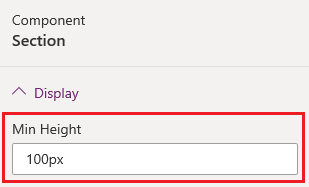 Component
Section
Display
Min Height
100px